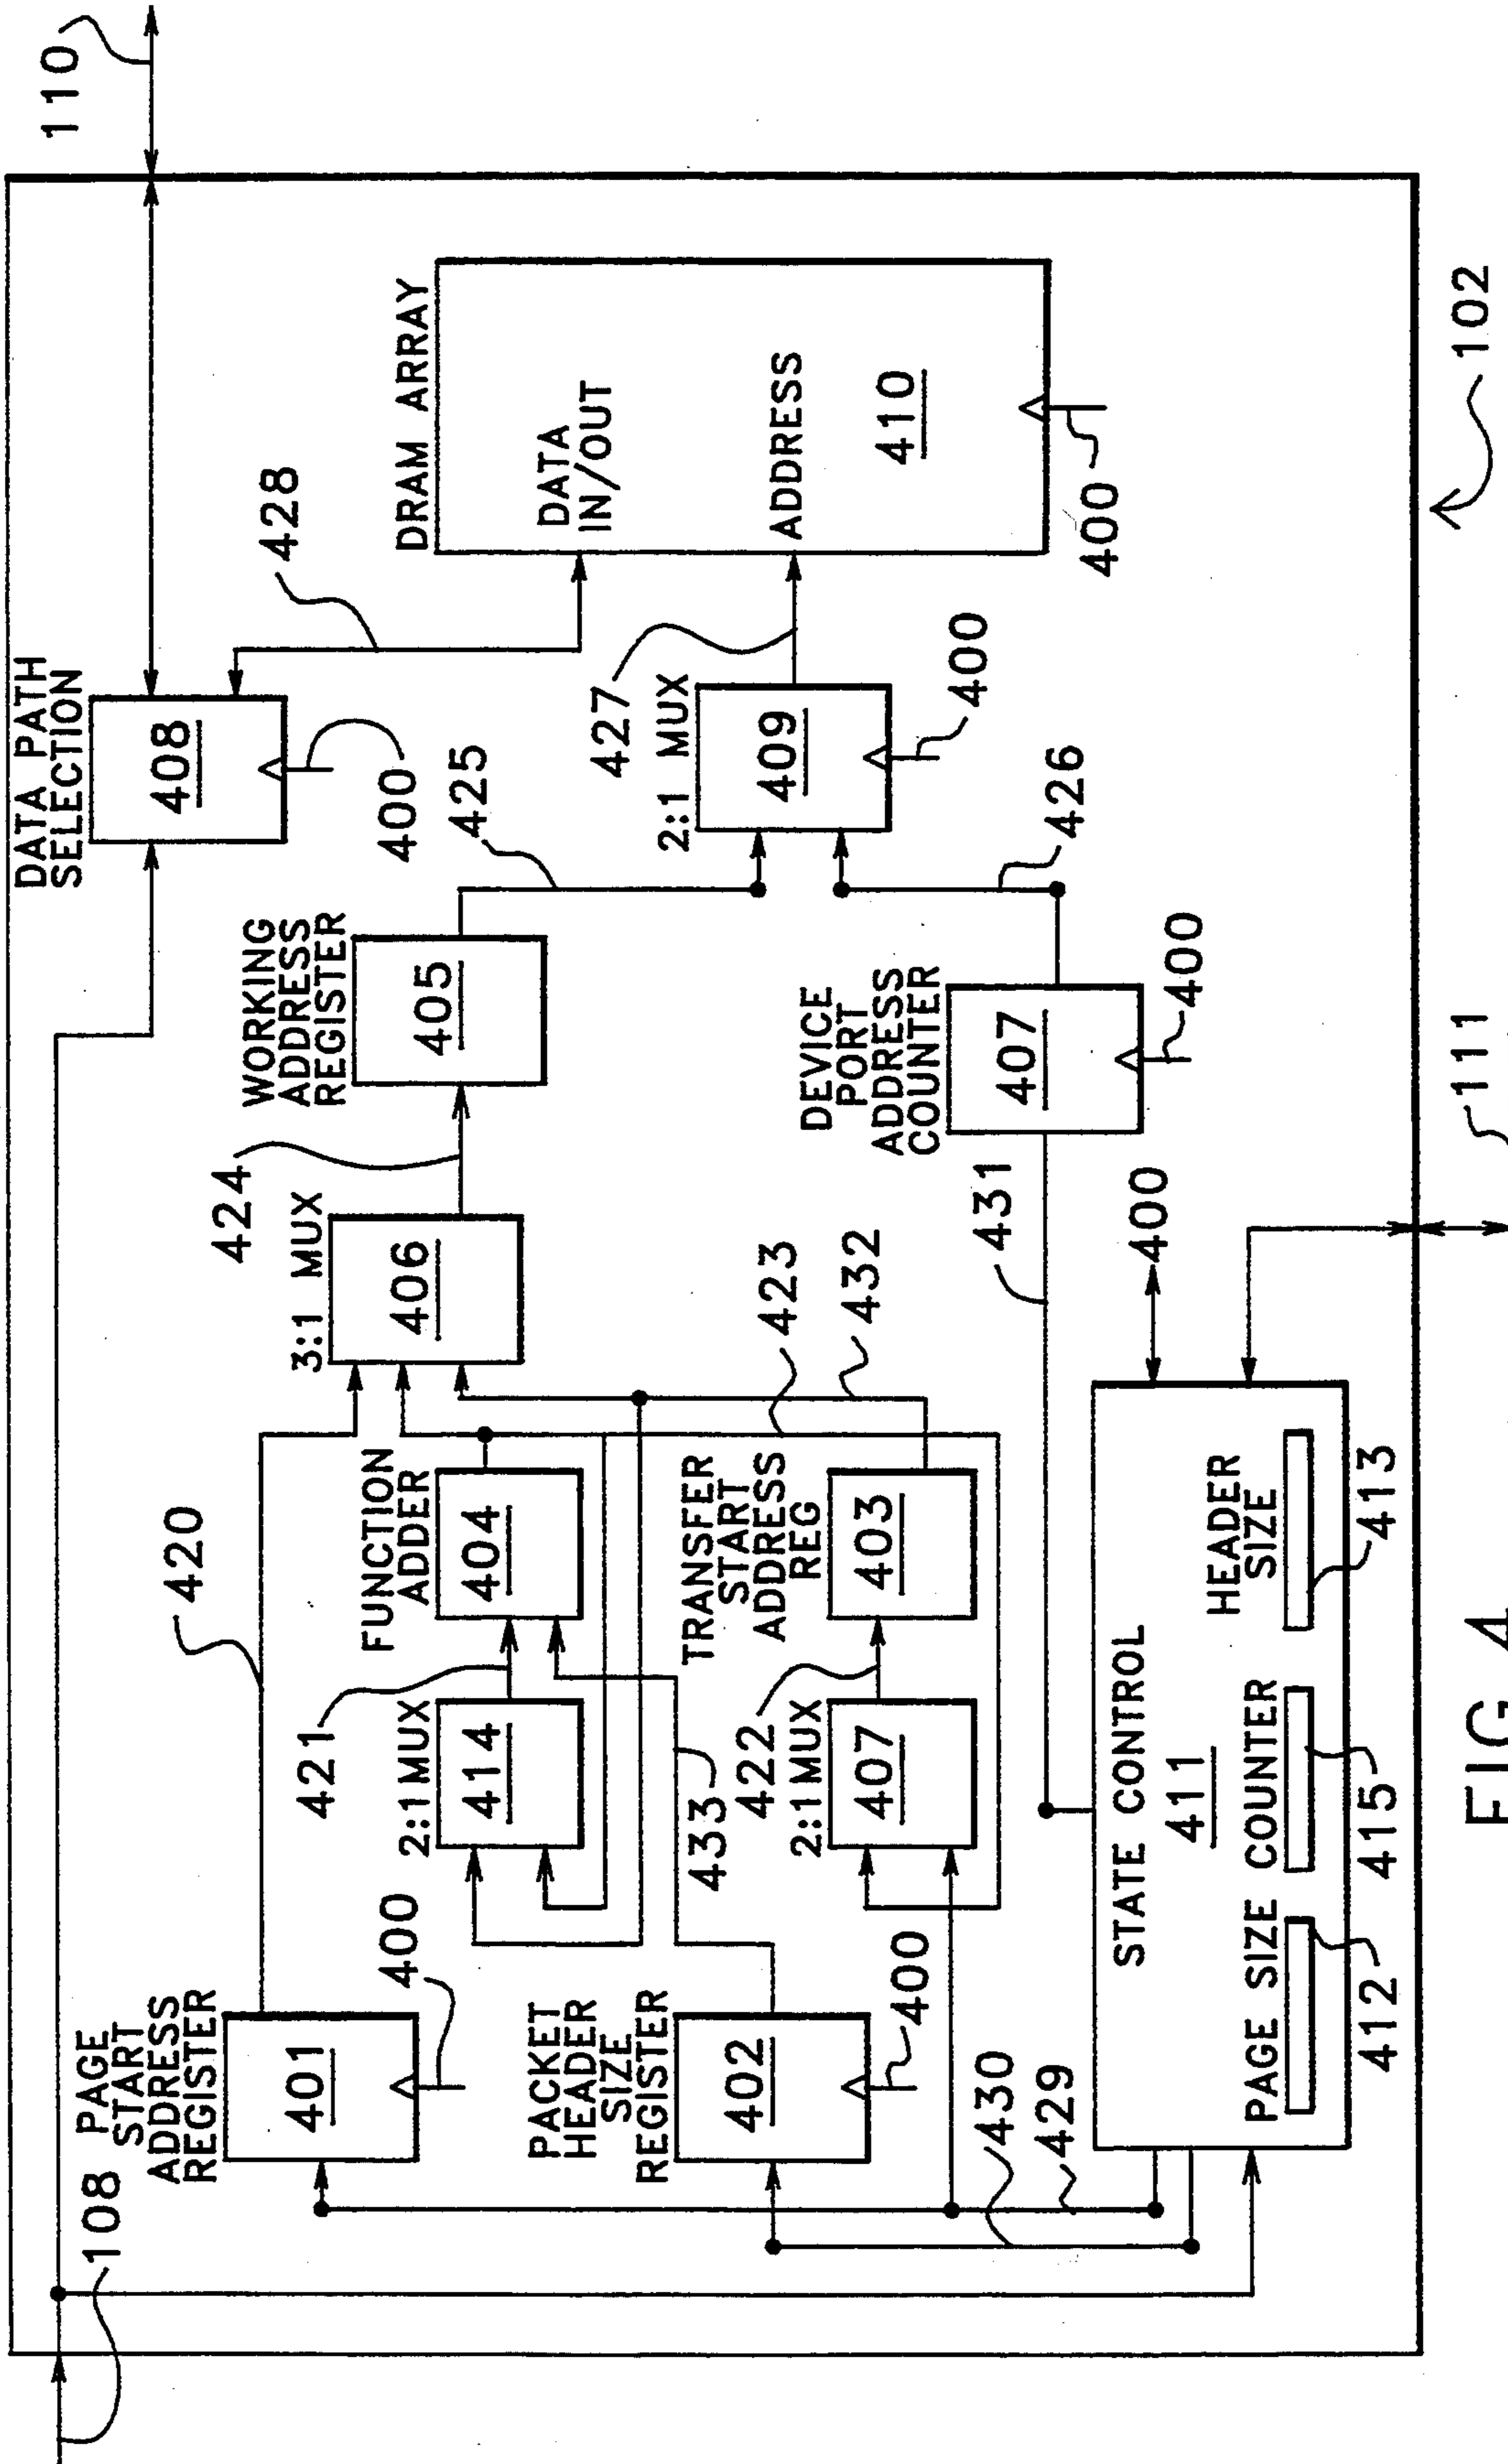 110
DATA PATH
SELECTION
408
400
428
DRAM ARRAY
DATA
IN/OUT
ADDRESS
410
400
WORKING
ADDRESS
REGISTER
405
425
427
2:1 MUX
409
400
426
DEVICE
PORT
ADDRESS
COUNTER
407
400
424
3:1 MUX
406
423
432
431
400
111
102
420
FUNCTION
ADDER
404
421
2:1 MUX
414
TRANSFER
START
ADDRESS
REG
403
422
2:1 MUX
407
433
108
PAGE
START
ADDRESS
REGISTER
401
400
PACKET
HEADER
SIZE
REGISTER
402
400
430
429
STATE CONTROL
411
PAGE SIZE
COUNTER
HEADER
SIZE
412
415
413
FIG. 4